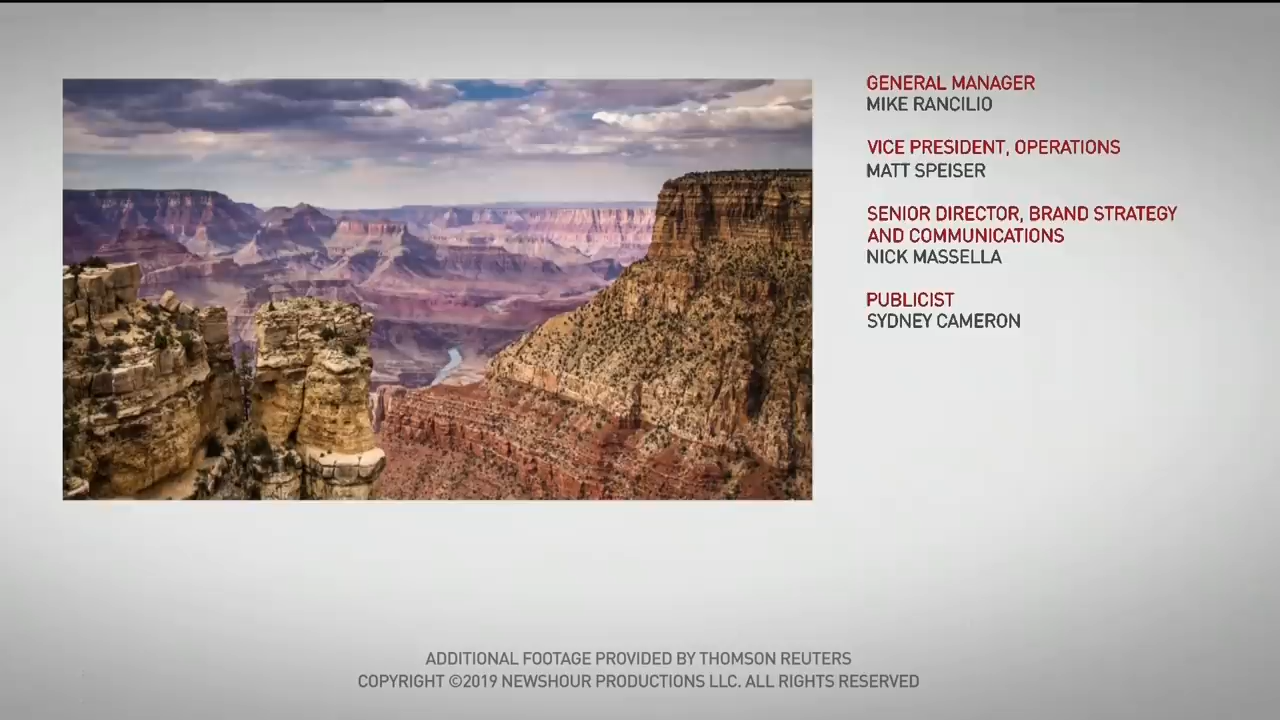 GENERAL MANAGER
MIKE RANCILIO
VICE PRESIDENT, OPERATIONS
MATT SPEISER
SENIOR DIRECTOR, BRAND STRATEGY
AND COMMUNICATIONS
NICK MASSELLA
PUBLICIST
SYDNEY CAMERON
ADDITIONAL FOOTAGE PROVIDED BY THOMSON REUTERS
COPYRIGHT ©2019 NEWSHOUR PRODUCTIONS LLC. ALL RIGHTS RESERVED